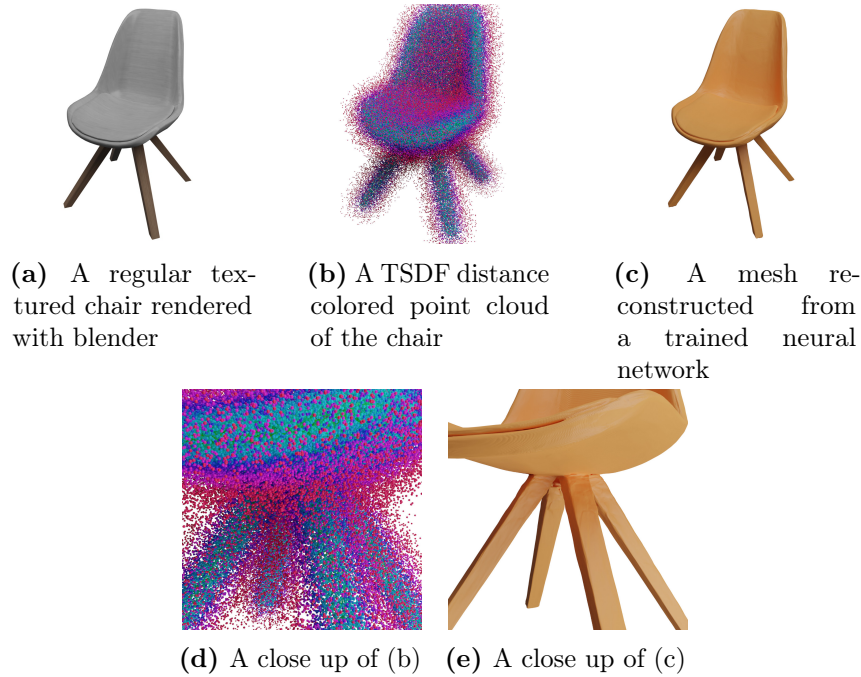 (a) A regular tex-
tured chair rendered
with blender
(b) A TSDF distance
colored point cloud
of the chair
(c) A mesh re-
constructed from
a trained neural
network
(d) A close up of (b)
(e) A close up of (c)